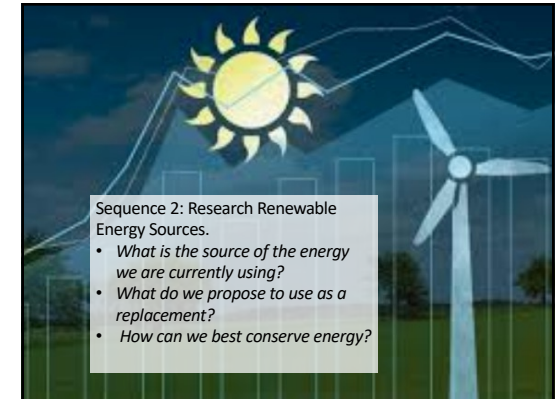 Sequence 2: Research Renewable
Energy Sources.
• What is the source of the energy
we are currently using?
• What do we propose to use as a
replacement?
• How can we best conserve energy?